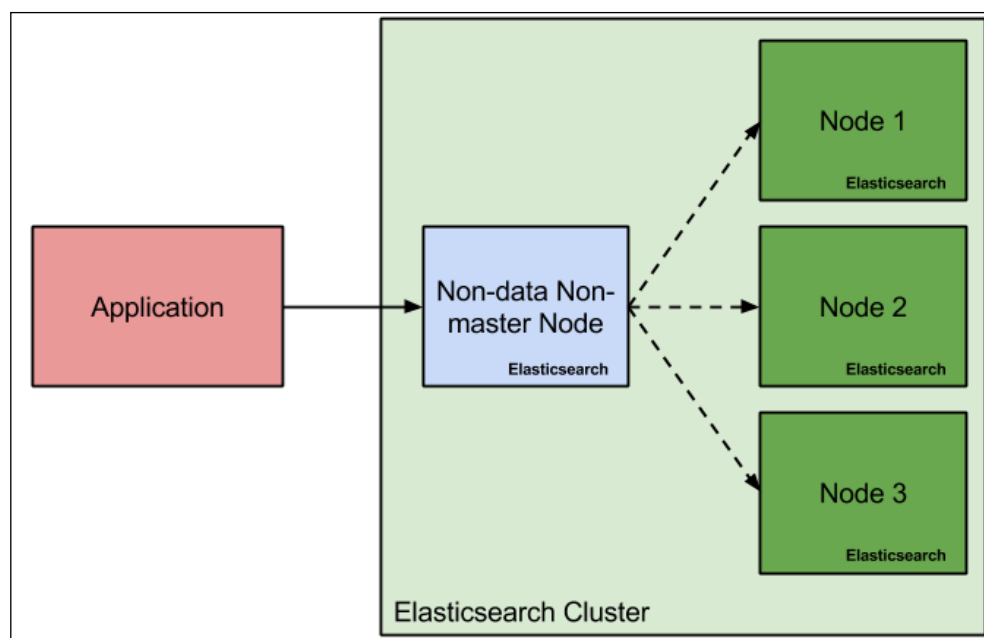 Application
Non-data Non-
master Node
Elasticsearch
Node 1
Elasticsearch
Node 2
Elasticsearch
Node 3
Elasticsearch
Elasticsearch Cluster